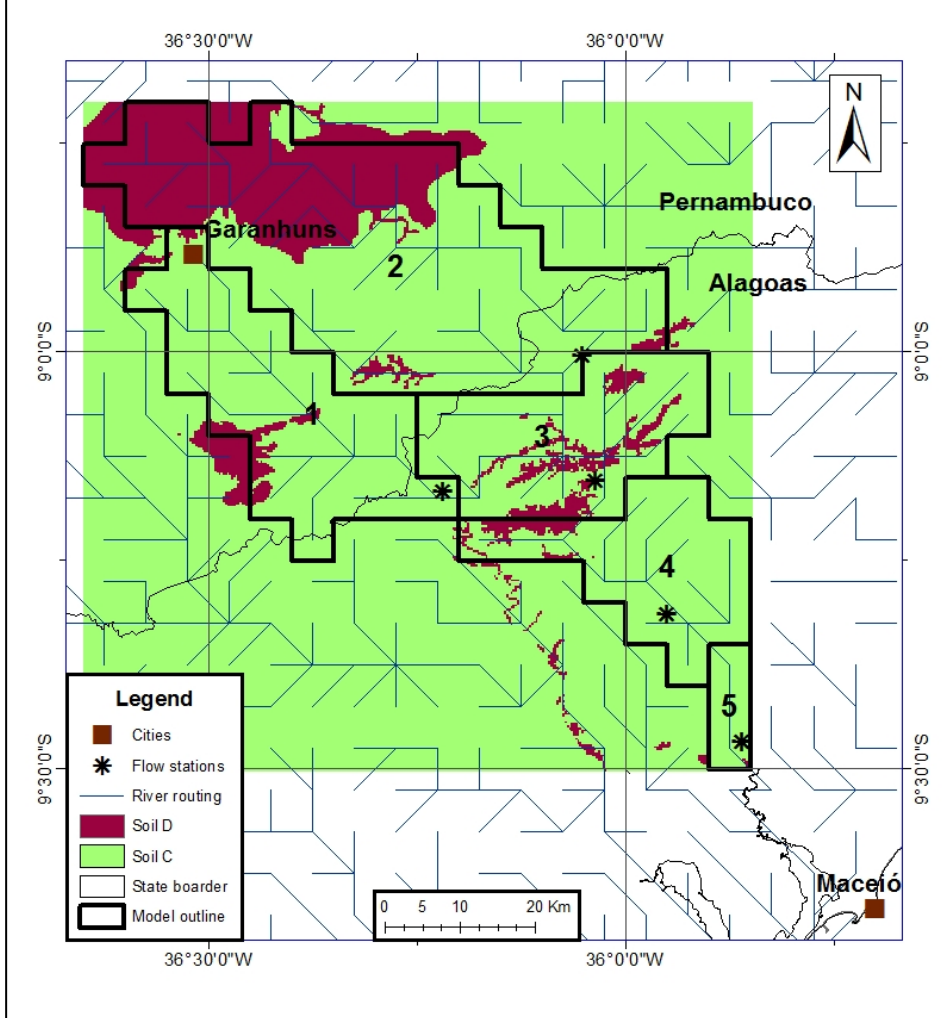 36°30'0"W 36°0'0"W
N
Pernambuco
Garanhuns
2
Alagoas
9°0'0"S 9°0'0"S
1
3
4
5
9°30'0"S 9°30'0"S
Legend
Cities
Flow stations
River routing
Soil D
Soil C
State boarder
Model outline
0 5 10 20 Km
Maceió
36°30'0"W 36°0'0"W